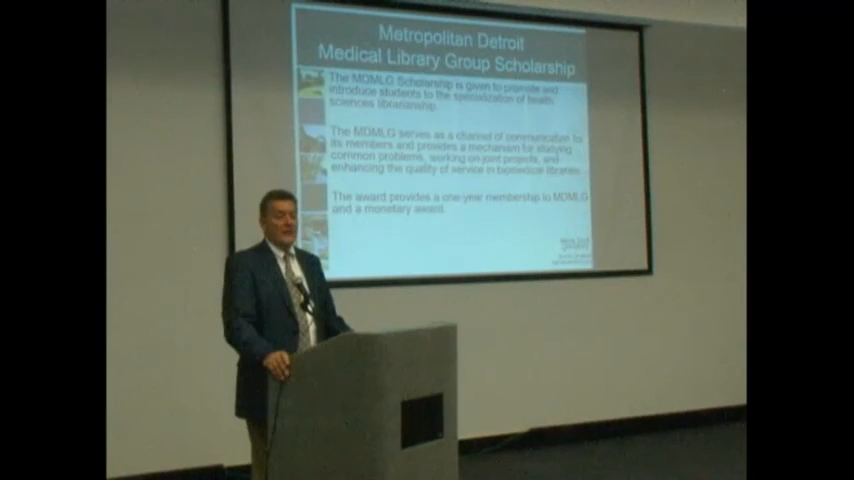 Metropolitan Detroit
Medical Library Group Scholarship
The MDMLG Scholarship is given to promote and
introduce students to the specialization of health
sciences librarianship.
The MDMLG serves as a channel of communication for
its members and provides a mechanism for studying
common problems, working on joint projects, and
enhancing the quality of service in biomedical libraries.
The award provides a one-year membership to MDMLG
and a monetary award.